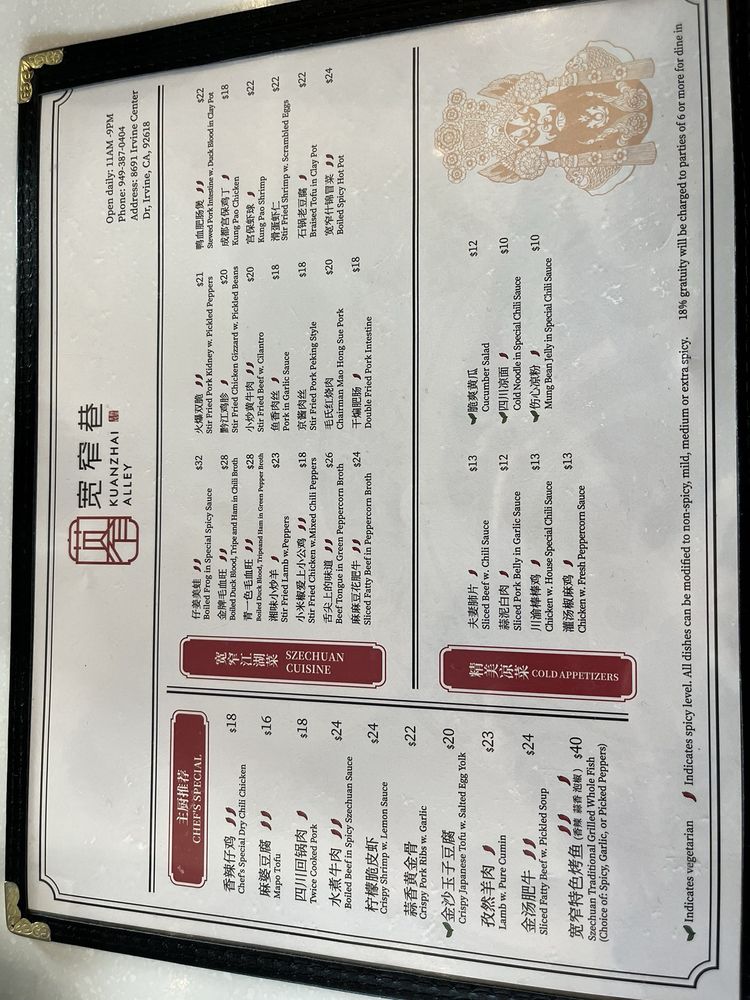 宽窄巷
KUANZHAI
ALLEY
Open daily: 11AM -9PM
Phone: 949-387-0404
Address: 8691 Irvine Center
Dr, Irvine, CA, 92618
主厨推荐
CHEF'S SPECIAL
香辣仔鸡 $18
Chef's Special Dry Chili Chicken
麻婆豆腐 $16
Mapo Tofu
四川回锅肉 $18
Twice Cooked Pork
水煮牛肉 $24
Boiled Beef in Spicy Szechuan Sauce
柠檬脆皮虾 $24
Crispy Shrimp w. Lemon Sauce
蒜香黄金骨 $22
Crispy Pork Ribs w. Garlic
金沙玉子豆腐 $20
Crispy Japanese Tofu w. Salted Egg Yolk
孜然羊肉 $23
Lamb w. Pure Cumin
金汤肥牛 $24
Sliced Fatty Beef w. Pickled Soup
宽窄特色烤鱼 (香辣 蒜香 泡椒) $40
Szechuan Traditional Grilled Whole Fish
(Choice of: Spicy, Garlic, or Picked Peppers)
宽窄江湖菜
SZECHUAN
CUISINE
仔姜美蛙 $32
Boiled Frog in Special Spicy Sauce
金牌毛血旺 $28
Boiled Duck Blood, Tripe and Ham in Chili Broth
青一色毛血旺 $28
Boiled Duck Blood, Tripeand Ham in Green Pepper Broth
湘味小炒羊 $23
Stir Fried Lamb w.Peppers
小米椒爱上小公鸡 $18
Stir Fried Chicken w.Mixed Chili Peppers
舌尖上的味道 $26
Beef Tongue in Green Peppercorn Broth
麻麻豆花肥牛 $24
Sliced Fatty Beef in Peppercorn Broth
火爆双脆 $21
Stir Fried Pork Kidney w. Pickled Peppers
黔江鸡胗 $20
Stir Fried Chicken Gizzard w. Pickled Beans
小炒黄牛肉 $20
Stir Fried Beef w. Cilantro
鱼香肉丝 $18
Pork in Garlic Sauce
京酱肉丝 $18
Stir Fried Pork Peking Style
毛氏红烧肉 $20
Chairman Mao Hong Sue Pork
干煸肥肠 $18
Double Fried Pork Intestine
鸭血肥肠煲 $22
Stewed Pork Intestine w. Duck Blood in Clay Pot
成都宫保鸡丁 $18
Kung Pao Chicken
宫保虾球 $22
Kung Pao Shrimp
滑蛋虾仁 $22
Stir Fried Shrimp w. Scrambled Eggs
石锅老豆腐 $22
Braised Tofu in Clay Pot
宽窄什锦冒菜 $24
Boiled Spicy Hot Pot
精美凉菜
COLD APPETIZERS
夫妻肺片 $13
Sliced Beef w. Chili Sauce
蒜泥白肉 $12
Sliced Pork Belly in Garlic Sauce
川渝棒棒鸡 $13
Chicken w. House Special Chili Sauce
灌汤椒麻鸡 $13
Chicken w. Fresh Peppercorn Sauce
脆爽黄瓜 $12
Cucumber Salad
四川凉面 $10
Cold Noodle in Special Chili Sauce
伤心凉粉 $10
Mung Bean Jelly in Special Chili Sauce
Indicates vegetarian Indicates spicy level. All dishes can be modified to non-spicy, mild, medium or extra spicy. 18% gratuity will be charged to parties of 6 or more for dine in